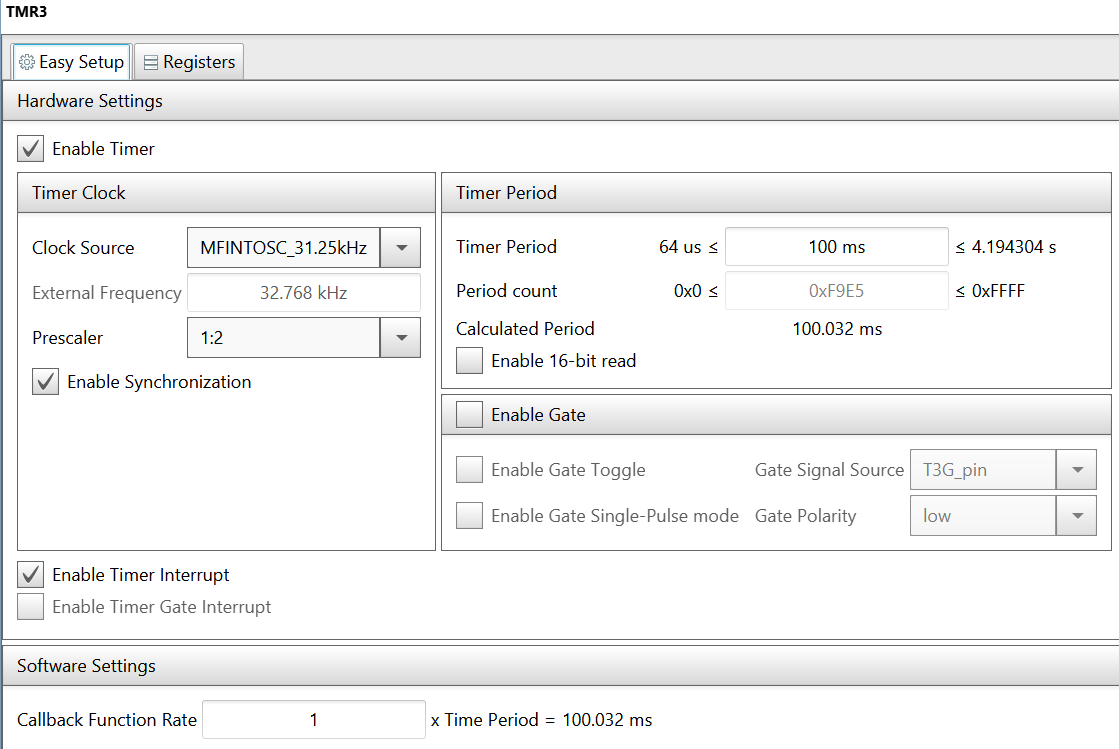 TMR3
Easy Setup Registers
Hardware Settings
Enable Timer
Timer Clock
Clock Source MFINTOSC_31.25kHz
External Frequency 32.768 kHz
Prescaler 1:2
Enable Synchronization
Timer Period
Timer Period 64 us ≤ 100 ms ≤ 4.194304 s
Period count 0x0 ≤ 0xF9E5 ≤ 0xFFFF
Calculated Period 100.032 ms
Enable 16-bit read
Enable Gate
Enable Gate Toggle Gate Signal Source T3G_pin
Enable Gate Single-Pulse mode Gate Polarity low
Enable Timer Interrupt
Enable Timer Gate Interrupt
Software Settings
Callback Function Rate 1 x Time Period = 100.032 ms